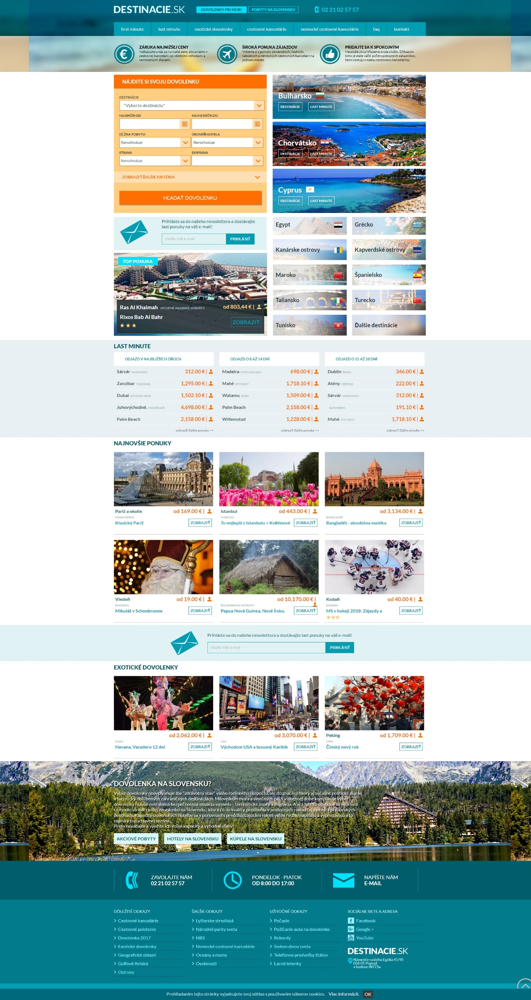 DESTINACIE.SK
DOVOLENKY PRI MORI
POBYTY NA SLOVENSKU
02 21 02 57 57
first minute
last minute
exotické dovolenky
cestovné kancelárie
nemecké cestovné kancelárie
faq
kontakt
ZÁRUKA NAJNIŽŠEJ CENY
Nakupujte u nás za rovnaké ceny, ako priamo v
cestovnej kancelárii, so všetkými výhodami a
vernostnými zľavami.
ŠIROKÁ PONUKA ZÁJAZDOV
Vyberte si z ponuky slovenských, českých,
rakúskych a nemeckých cestovných kancelárií na
jednom mieste.
PRIDAJTE SA K SPOKOJNÝM
Neustále skvalitňujeme svoje služby. Dôkazom
toho je stále väčší počet spokojných zákazníkov,
ktorí cestujú s našou cestovnou kanceláriou.
NÁJDITE SI SVOJU DOVOLENKU
DESTINÁCIE
"Vyberte destináciu"
NAJSKÔR OD
NAJNESKÔR DO
DĹŽKA POBYTU
ÚROVEŇ HOTELA
Nerozhoduje
Nerozhoduje
STRAVA
DOPRAVA
Nerozhoduje
ZOBRAZIŤ ĎALŠIE KRITÉRIA
HĽADAŤ DOVOLENKU
Bulharsko
DESTINÁCIE
LAST MINUTE
Chorvátsko
DESTINÁCIE
LAST MINUTE
Cyprus
DESTINÁCIE
LAST MINUTE
Prihláste sa do našeho newslettera a dostávajte
last ponuky na váš e-mail!
Vložte Váš e-mail
PRIHLÁSIŤ
TOP PONUKA
Ras Al Khaimah SPOJENÉ ARABSKÉ EMIRÁTY
od 803,44 € |
Rixos Bab Al Bahr
ZOBRAZIŤ
Egypt
Grécko
Kanárske ostrovy
Kapverdské ostrovy
Maroko
Španielsko
Taliansko
Turecko
Tunisko
Ďalšie destinácie
LAST MINUTE
ODJAZD V NAJBLIŽŠÍCH DŇOCH
Sárvár MAĎARSKO 312.00 € |
Zanzibar TANZÁNIA 1,295.00 € |
Dubai SPOJENÉ ARAB. 1,502.10 € |
Juhovýchodné. MAURÍCIUS 4,698.00 € |
Palm Beach 2,158.00 € |
zobraziť ďalšie ponuky >>
ODJAZD O 8 AŽ 14 DNÍ
Madeira PORTUGALSKO 698.00 € |
Mahé SEYCHELY 1,718.10 € |
Watamu KEŇA 1,509.00 € |
Palm Beach 2,158.00 € |
Willemstad 1,228.00 € |
zobraziť ďalšie ponuky >>
ODJAZD O 15 AŽ 28 DNÍ
Dublin ÍRSKO 346.00 € |
Atény GRÉCKO 222.00 € |
Sárvár MAĎARSKO 312.00 € |
SLOVINSKO 191.10 € |
Mahé SEYCHELY 1,718.10 € |
zobraziť ďalšie ponuky >>
NAJNOVŠIE PONUKY
Paríž a okolie od 169.00 € |
FRANCÚZSKO
Klasický Paríž ZOBRAZIŤ
Istanbul od 443.00 € |
TURECKO
To nejlepší z Istanbulu + Květinové ZOBRAZIŤ
od 3,134.00 € |
BANGLADÉŠ
Bangladéš - absolútna exotika ZOBRAZIŤ
Viedeň od 19.00 € |
RAKÚSKO
Mikuláš v Schonbrunne ZOBRAZIŤ
od 10,170.00 € |
ŠALAMÚNOVE OSTROVY
Papua Nová Guinea, Nové Írsko, ZOBRAZIŤ
28
21
61
68
8
51
56
Kodaň od 40.00 € |
DÁNSKO
MS v hokeji 2018: Zájazdy a ZOBRAZIŤ
Prihláste sa do našeho newslettera a dostávajte last ponuky na váš e-mail!
Vložte Váš e-mail
PRIHLÁSIŤ
EXOTICKÉ DOVOLENKY
Annie
od 2,062.00 € |
KUBA
Havana, Varadero 12 dní ZOBRAZIŤ
od 3,070.00 € |
USA
Východom USA a luxusný Karibik ZOBRAZIŤ
Peking od 1,709.00 € |
ČÍNA
Čínský nový rok ZOBRAZIŤ
DOVOLENKA NA SLOVENSKU?
Výber dovolenky neovplyvňuje iba "zdravotný stav" vášho rodinného rozpočtu, ale do značnej miery aj súčasné politické dianie
v turisticky obľúbených zahraničných destináciách. Milovníkom mora a slnečných pláží v dnešnej dobe komplikuje výber
dovolenky hlavne nestabilná bezpečnostná situácia vo svete - teroristické útoky a migrácia. A aj z týchto dôvodov sa veľa ľudí
rozhodlo stráviť radšej dovolenku na Slovensku, ktorá čo do kvality, predbehla v posledných rokoch aj mnohé z prímorských
destinácií. Kapacity slovenských hotelov sa v porovnaní s predchádzajúcimi rokmi veľmi rýchlo napĺňajú a vypredávajú a to
najmä v top a hlavnej sezóne.
Preto neváhajte a využite ich voľné kapacity a výhodné zľavy!
AKCIOVÉ POBYTY
HOTELY NA SLOVENSKU
KÚPELE NA SLOVENSKU
ZAVOLAJTE NÁM
02 21 02 57 57
PONDELOK - PIATOK
OD 8:00 DO 17:00
NAPÍŠTE NÁM
E-MAIL
DÔLEŽITÉ ODKAZY
Cestovné kancelárie
Cestovné poistenie
Dovolenka 2017
Exotické dovolenky
Geografické oblasti
Golfové ihriská
Ostrovy
ĎALŠIE ODKAZY
Lyžiarske strediská
Národné parky sveta
NBS
Nemecké cestovné kancelárie
Oceány a moria
Osobnosti
UŽITOČNÉ ODKAZY
Počasie
Požičanie auta na dovolenke
Rekordy
Sedem divov sveta
Telefónne predvoľby štátov
Lacné letenky
SOCIÁLNE SIETE A ADRESA
Facebook
Google +
YouTube
DESTINACIE.SK
Námestie svätého Egídia 41/95
058 01 Poprad
v budove INTESu
Prehliadaním tejto stránky vyjadrujete svoj súhlas s používaním súborov cookies. Viac informácií. OK